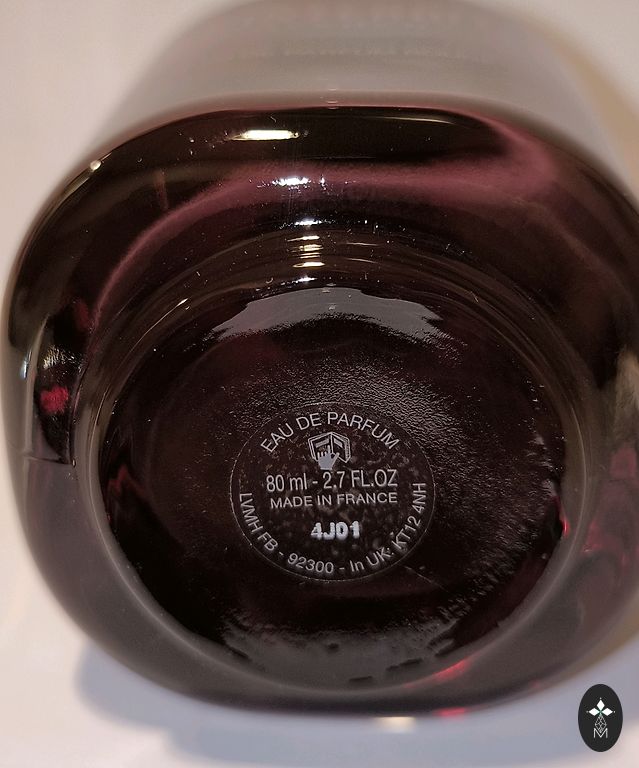 EAU DE PARFUM
80 ml - 2.7 FL.OZ
MADE IN FRANCE
4J01
LVMH FB - 92300 - In UK: KT12 4NH
M